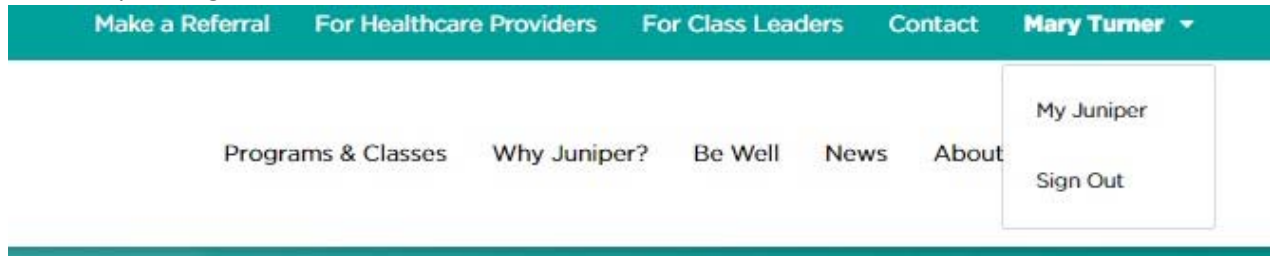 Make a Referral For Healthcare Providers For Class Leaders Contact Mary Turner
My Juniper
Programs & Classes Why Juniper? Be Well News About
Sign Out